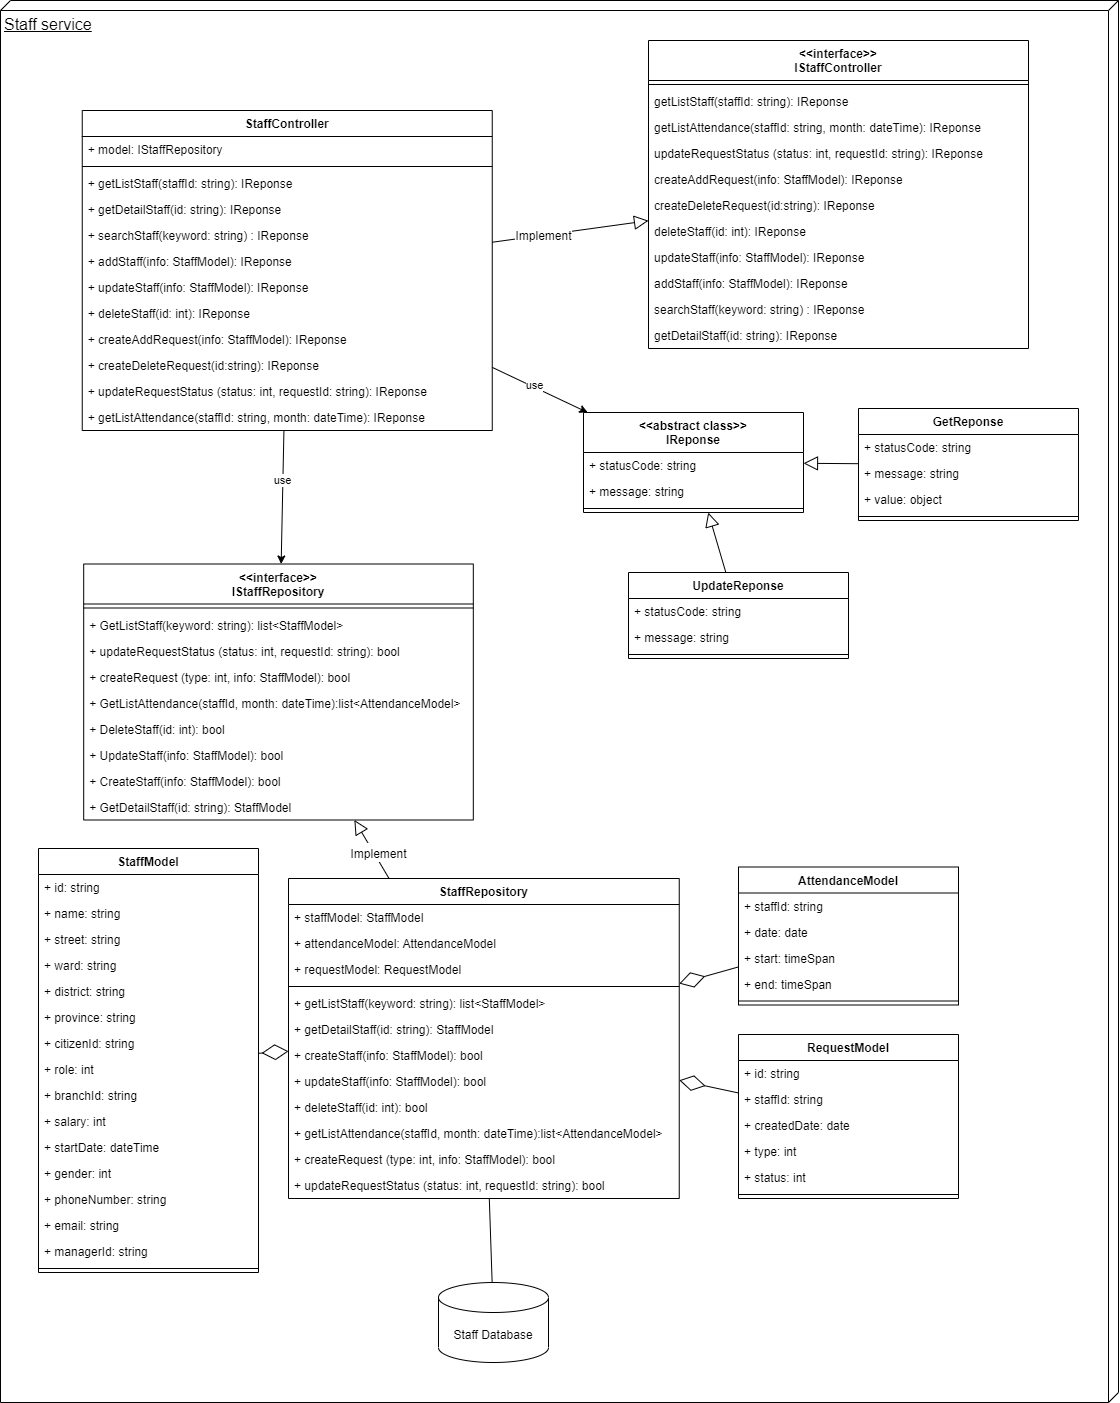 Staff service
<<interface>>
IStaffController
getListStaff(staffId: string): IReponse
getListAttendance(staffId: string, month: dateTime): IReponse
updateRequestStatus (status: int, requestId: string): IReponse
createAddRequest(info: StaffModel): IReponse
createDeleteRequest(id:string): IReponse
deleteStaff(id: int): IReponse
updateStaff(info: StaffModel): IReponse
addStaff(info: StaffModel): IReponse
searchStaff(keyword: string) : IReponse
getDetailStaff(id: string): IReponse
StaffController
+ model: IStaffRepository
+ getListStaff(staffId: string): IReponse
+ getDetailStaff(id: string): IReponse
+ searchStaff(keyword: string) : IReponse
+ addStaff(info: StaffModel): IReponse
+ updateStaff(info: StaffModel): IReponse
+ deleteStaff(id: int): IReponse
+ createAddRequest(info: StaffModel): IReponse
+ createDeleteRequest(id:string): IReponse
+ updateRequestStatus (status: int, requestId: string): IReponse
+ getListAttendance(staffId: string, month: dateTime): IReponse
Implement
use
<<abstract class>>
IReponse
+ statusCode: string
+ message: string
GetReponse
+ statusCode: string
+ message: string
+ value: object
use
UpdateReponse
+ statusCode: string
+ message: string
<<interface>>
IStaffRepository
+ GetListStaff(keyword: string): list<StaffModel>
+ updateRequestStatus (status: int, requestId: string): bool
+ createRequest (type: int, info: StaffModel): bool
+ GetListAttendance(staffId, month: dateTime):list<AttendanceModel>
+ DeleteStaff(id: int): bool
+ UpdateStaff(info: StaffModel): bool
+ CreateStaff(info: StaffModel): bool
+ GetDetailStaff(id: string): StaffModel
Implement
StaffModel
+ id: string
+ name: string
+ street: string
+ ward: string
+ district: string
+ province: string
+ citizenId: string
+ role: int
+ branchId: string
+ salary: int
+ startDate: dateTime
+ gender: int
+ phoneNumber: string
+ email: string
+ managerId: string
StaffRepository
+ staffModel: StaffModel
+ attendanceModel: AttendanceModel
+ requestModel: RequestModel
+ getListStaff(keyword: string): list<StaffModel>
+ getDetailStaff(id: string): StaffModel
+ createStaff(info: StaffModel): bool
+ updateStaff(info: StaffModel): bool
+ deleteStaff(id: int): bool
+ getListAttendance(staffId, month: dateTime):list<AttendanceModel>
+ createRequest (type: int, info: StaffModel): bool
+ updateRequestStatus (status: int, requestId: string): bool
AttendanceModel
+ staffId: string
+ date: date
+ start: timeSpan
+ end: timeSpan
RequestModel
+ id: string
+ staffId: string
+ createdDate: date
+ type: int
+ status: int
Staff Database